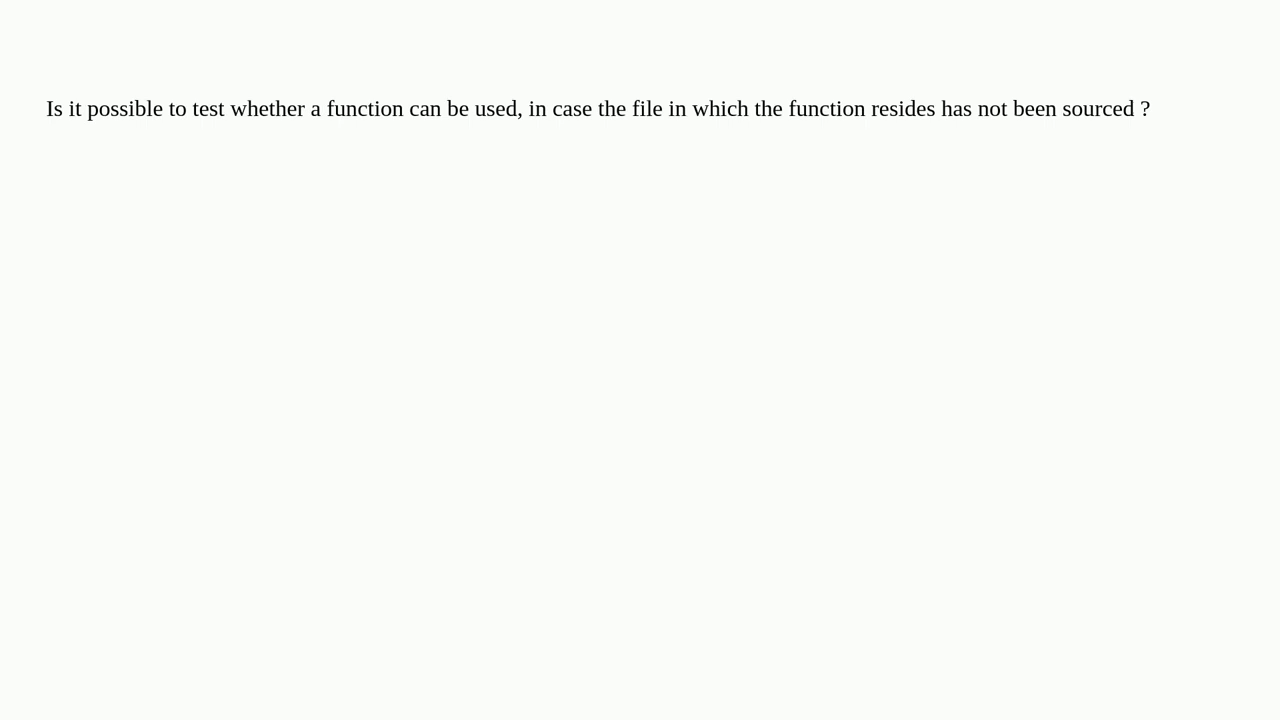 Is it possible to test whether a function can be used, in case the file in which the function resides has not been sourced ?